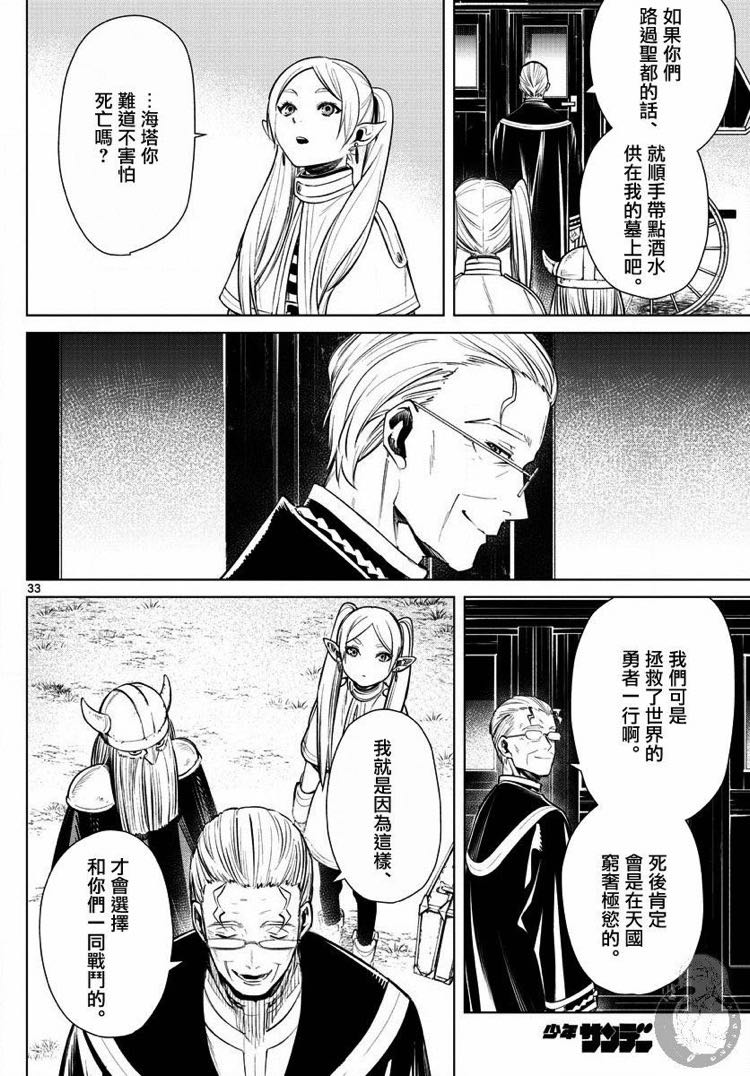 如果你們
路過聖都的話、
就順手帶點酒水
供在我的墓上吧。
…海塔你
難道不害怕
死亡嗎？
33
我們可是
拯救了世界的
勇者一行啊。
死後肯定
會是在天國
窮奢極慾的。
我就是因為這樣、
才會選擇
和你們一同戰鬥的。
少年サンデー